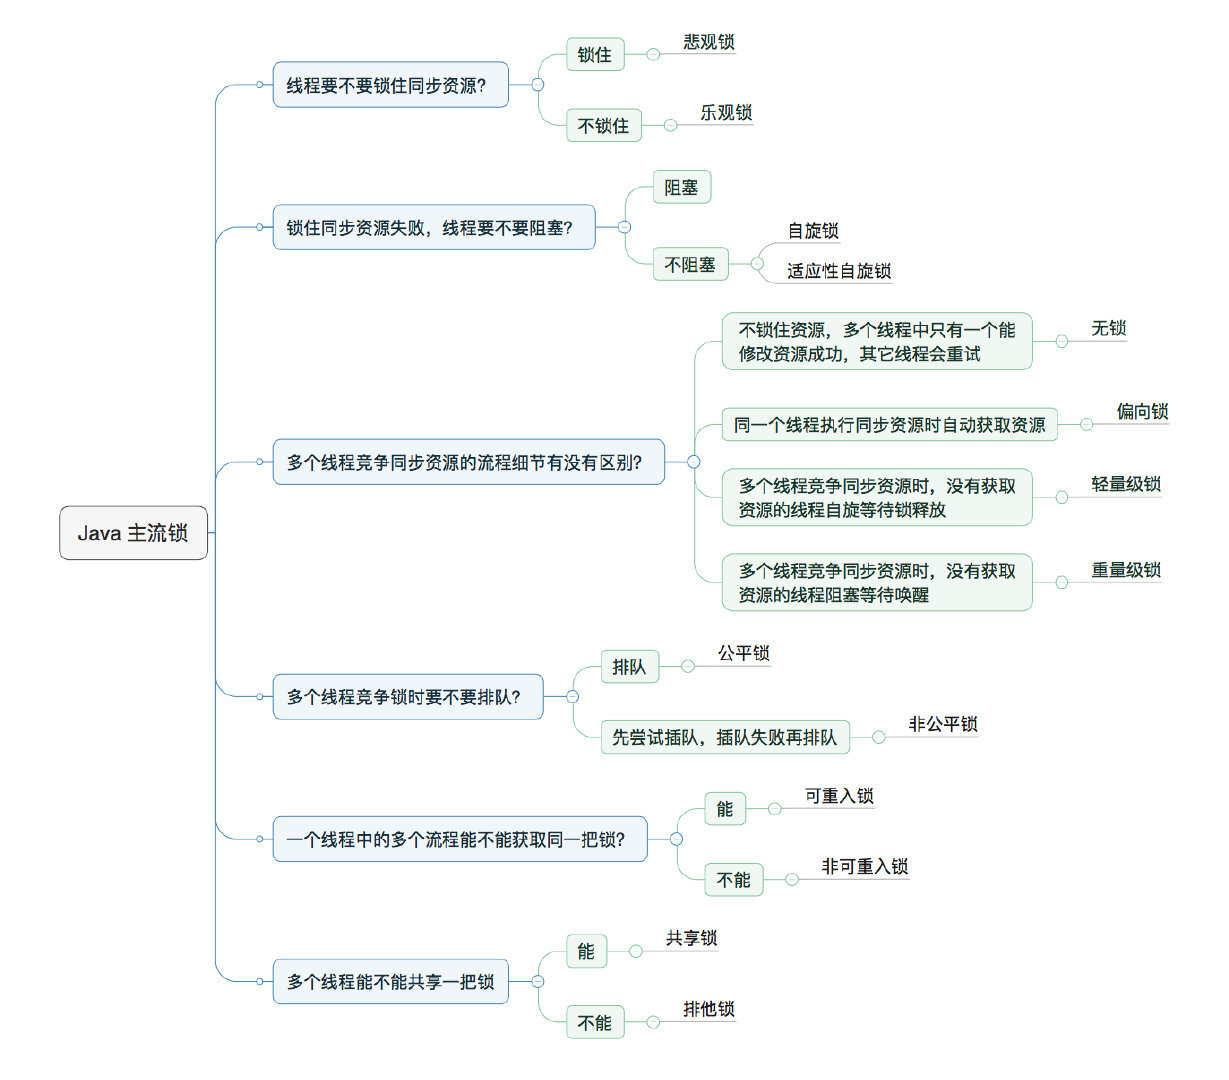 Java 主流锁
线程要不要锁住同步资源？
锁住
悲观锁
不锁住
乐观锁
锁住同步资源失败，线程要不要阻塞？
阻塞
不阻塞
自旋锁
适应性自旋锁
多个线程竞争同步资源的流程细节有没有区别？
不锁住资源，多个线程中只有一个能
修改资源成功，其它线程会重试
无锁
同一个线程执行同步资源时自动获取资源
偏向锁
多个线程竞争同步资源时，没有获取
资源的线程自旋等待锁释放
轻量级锁
多个线程竞争同步资源时，没有获取
资源的线程阻塞等待唤醒
重量级锁
多个线程竞争锁时要不要排队？
排队
公平锁
先尝试插队，插队失败再排队
非公平锁
一个线程中的多个流程能不能获取同一把锁？
能
可重入锁
不能
非可重入锁
多个线程能不能共享一把锁
能
共享锁
不能
排他锁